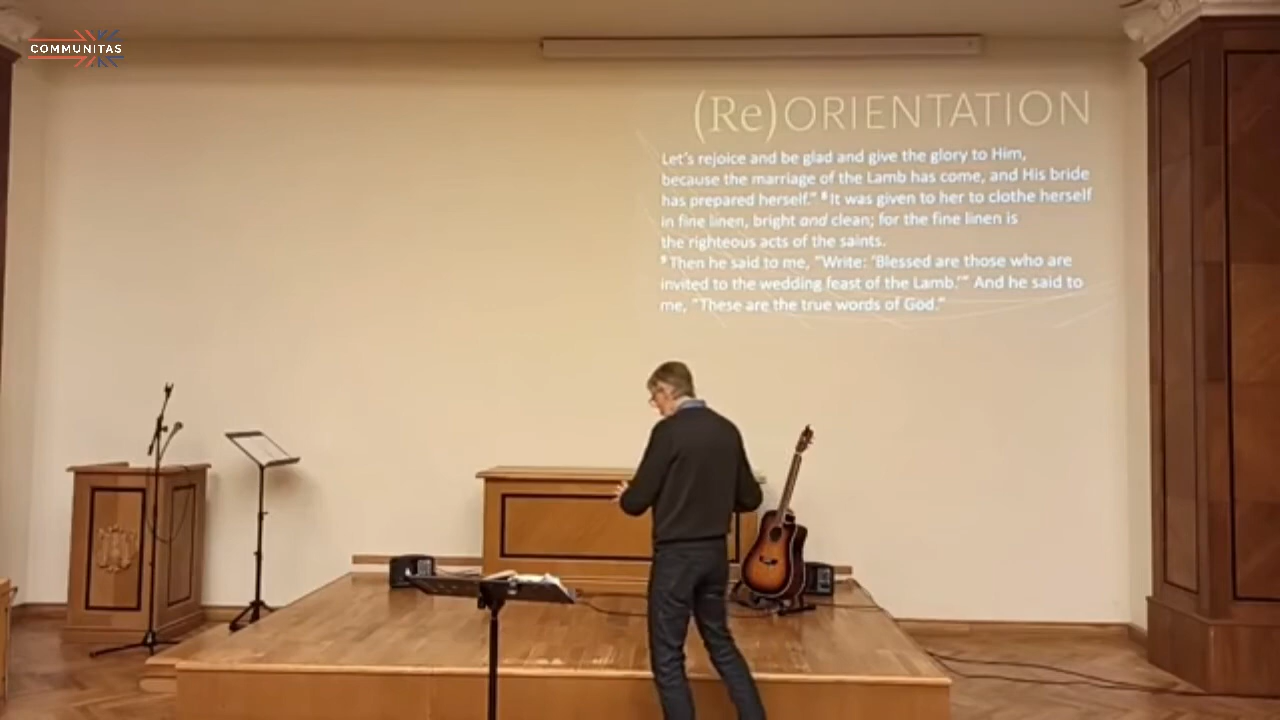 COMMUNITAS
(Re)ORIENTATION
Let's rejoice and be glad and give the glory to Him,
because the marriage of the Lamb has come, and His bride
has prepared herself.” ⁸ It was given to her to clothe herself
in fine linen, bright and clean; for the fine linen is
the righteous acts of the saints.
⁹ Then he said to me, “Write: ‘Blessed are those who are
invited to the wedding feast of the Lamb.’” And he said to
me, “These are the true words of God.”